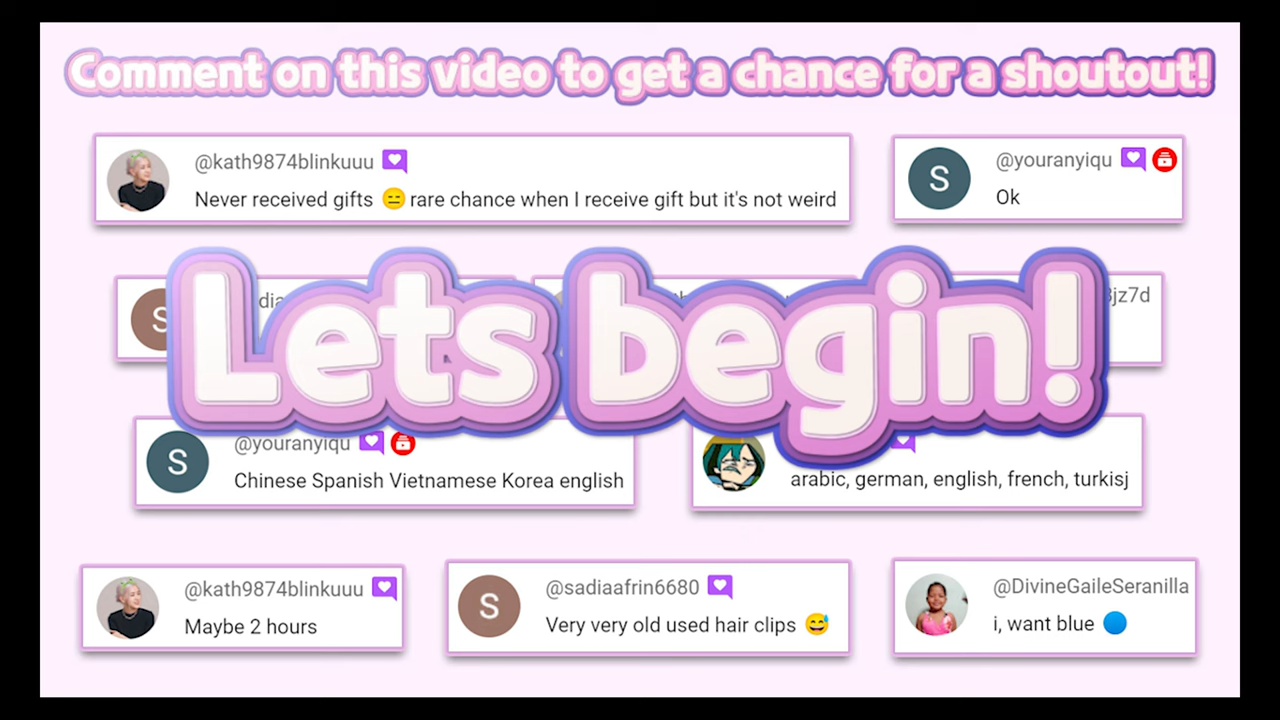 Comment on this video to get a chance for a shoutout!
@kath9874blinkuuu
Never received gifts 😑 rare chance when I receive gift but it's not weird
@youranyiqu
Ok
S
S
Lets begin!
@youranyiqu
Chinese Spanish Vietnamese Korea english
S
arabic, german, english, french, turkisj
@kath9874blinkuuu
Maybe 2 hours
@sadiaafrin6680
Very very old used hair clips 😅
S
@DivineGaileSeranilla
i, want blue 🔵